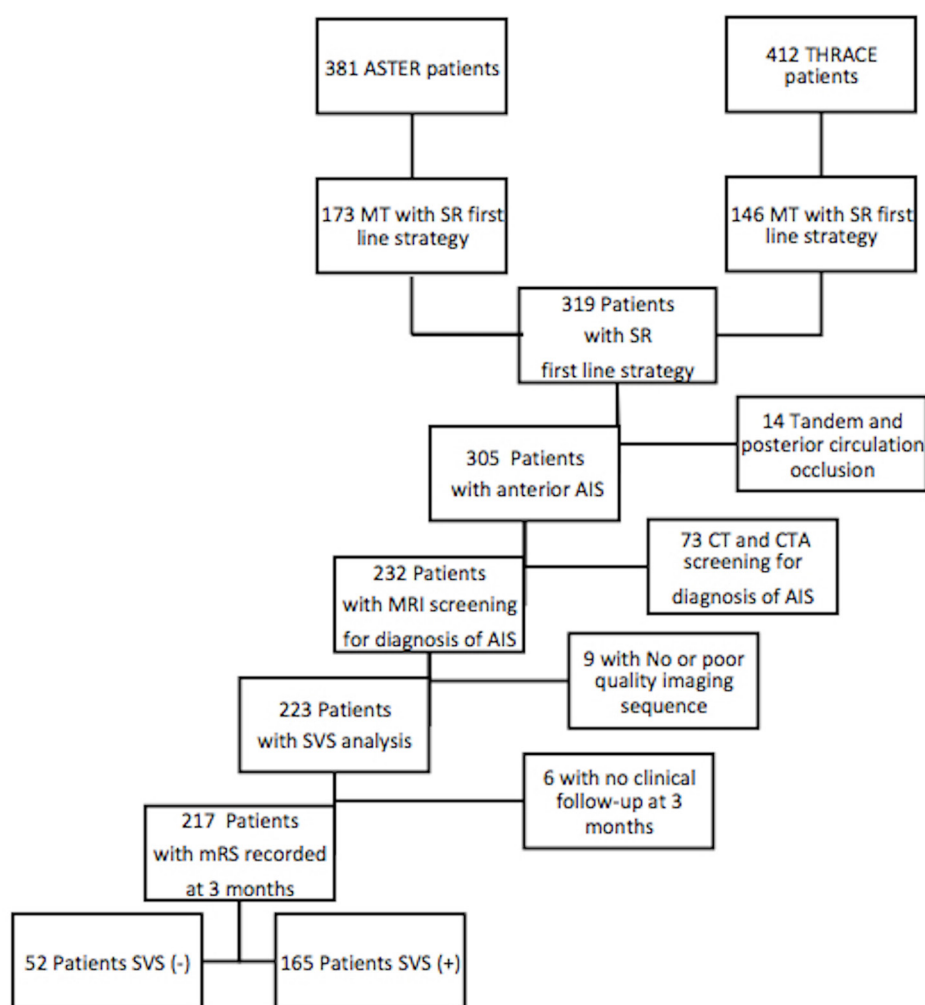 381 ASTER patients
412 THRACE
patients
173 MT with SR first
line strategy
146 MT with SR first
line strategy
319 Patients
with SR
first line strategy
14 Tandem and
posterior circulation
occlusion
305 Patients
with anterior AIS
73 CT and CTA
screening for
diagnosis of AIS
232 Patients
with MRI screening
for diagnosis of AIS
9 with No or poor
quality imaging
sequence
223 Patients
with SVS analysis
6 with no clinical
follow-up at 3
months
217 Patients
with mRS recorded
at 3 months
52 Patients SVS (-)
165 Patients SVS (+)